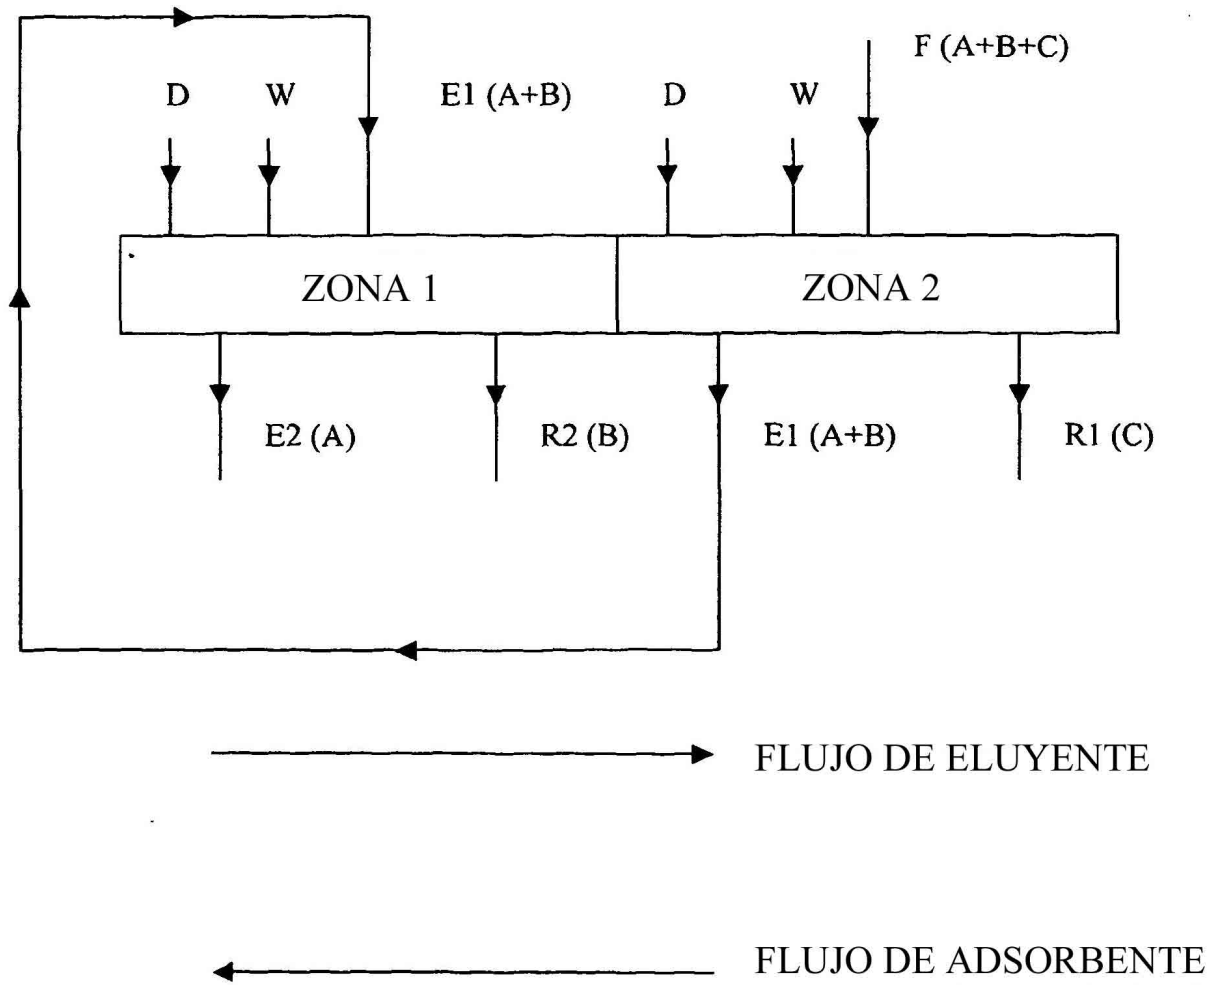 F (A+B+C)
D W E1 (A+B) D W
ZONA 1 ZONA 2
E2 (A) R2 (B) E1 (A+B) R1 (C)
FLUJO DE ELUYENTE
FLUJO DE ADSORBENTE